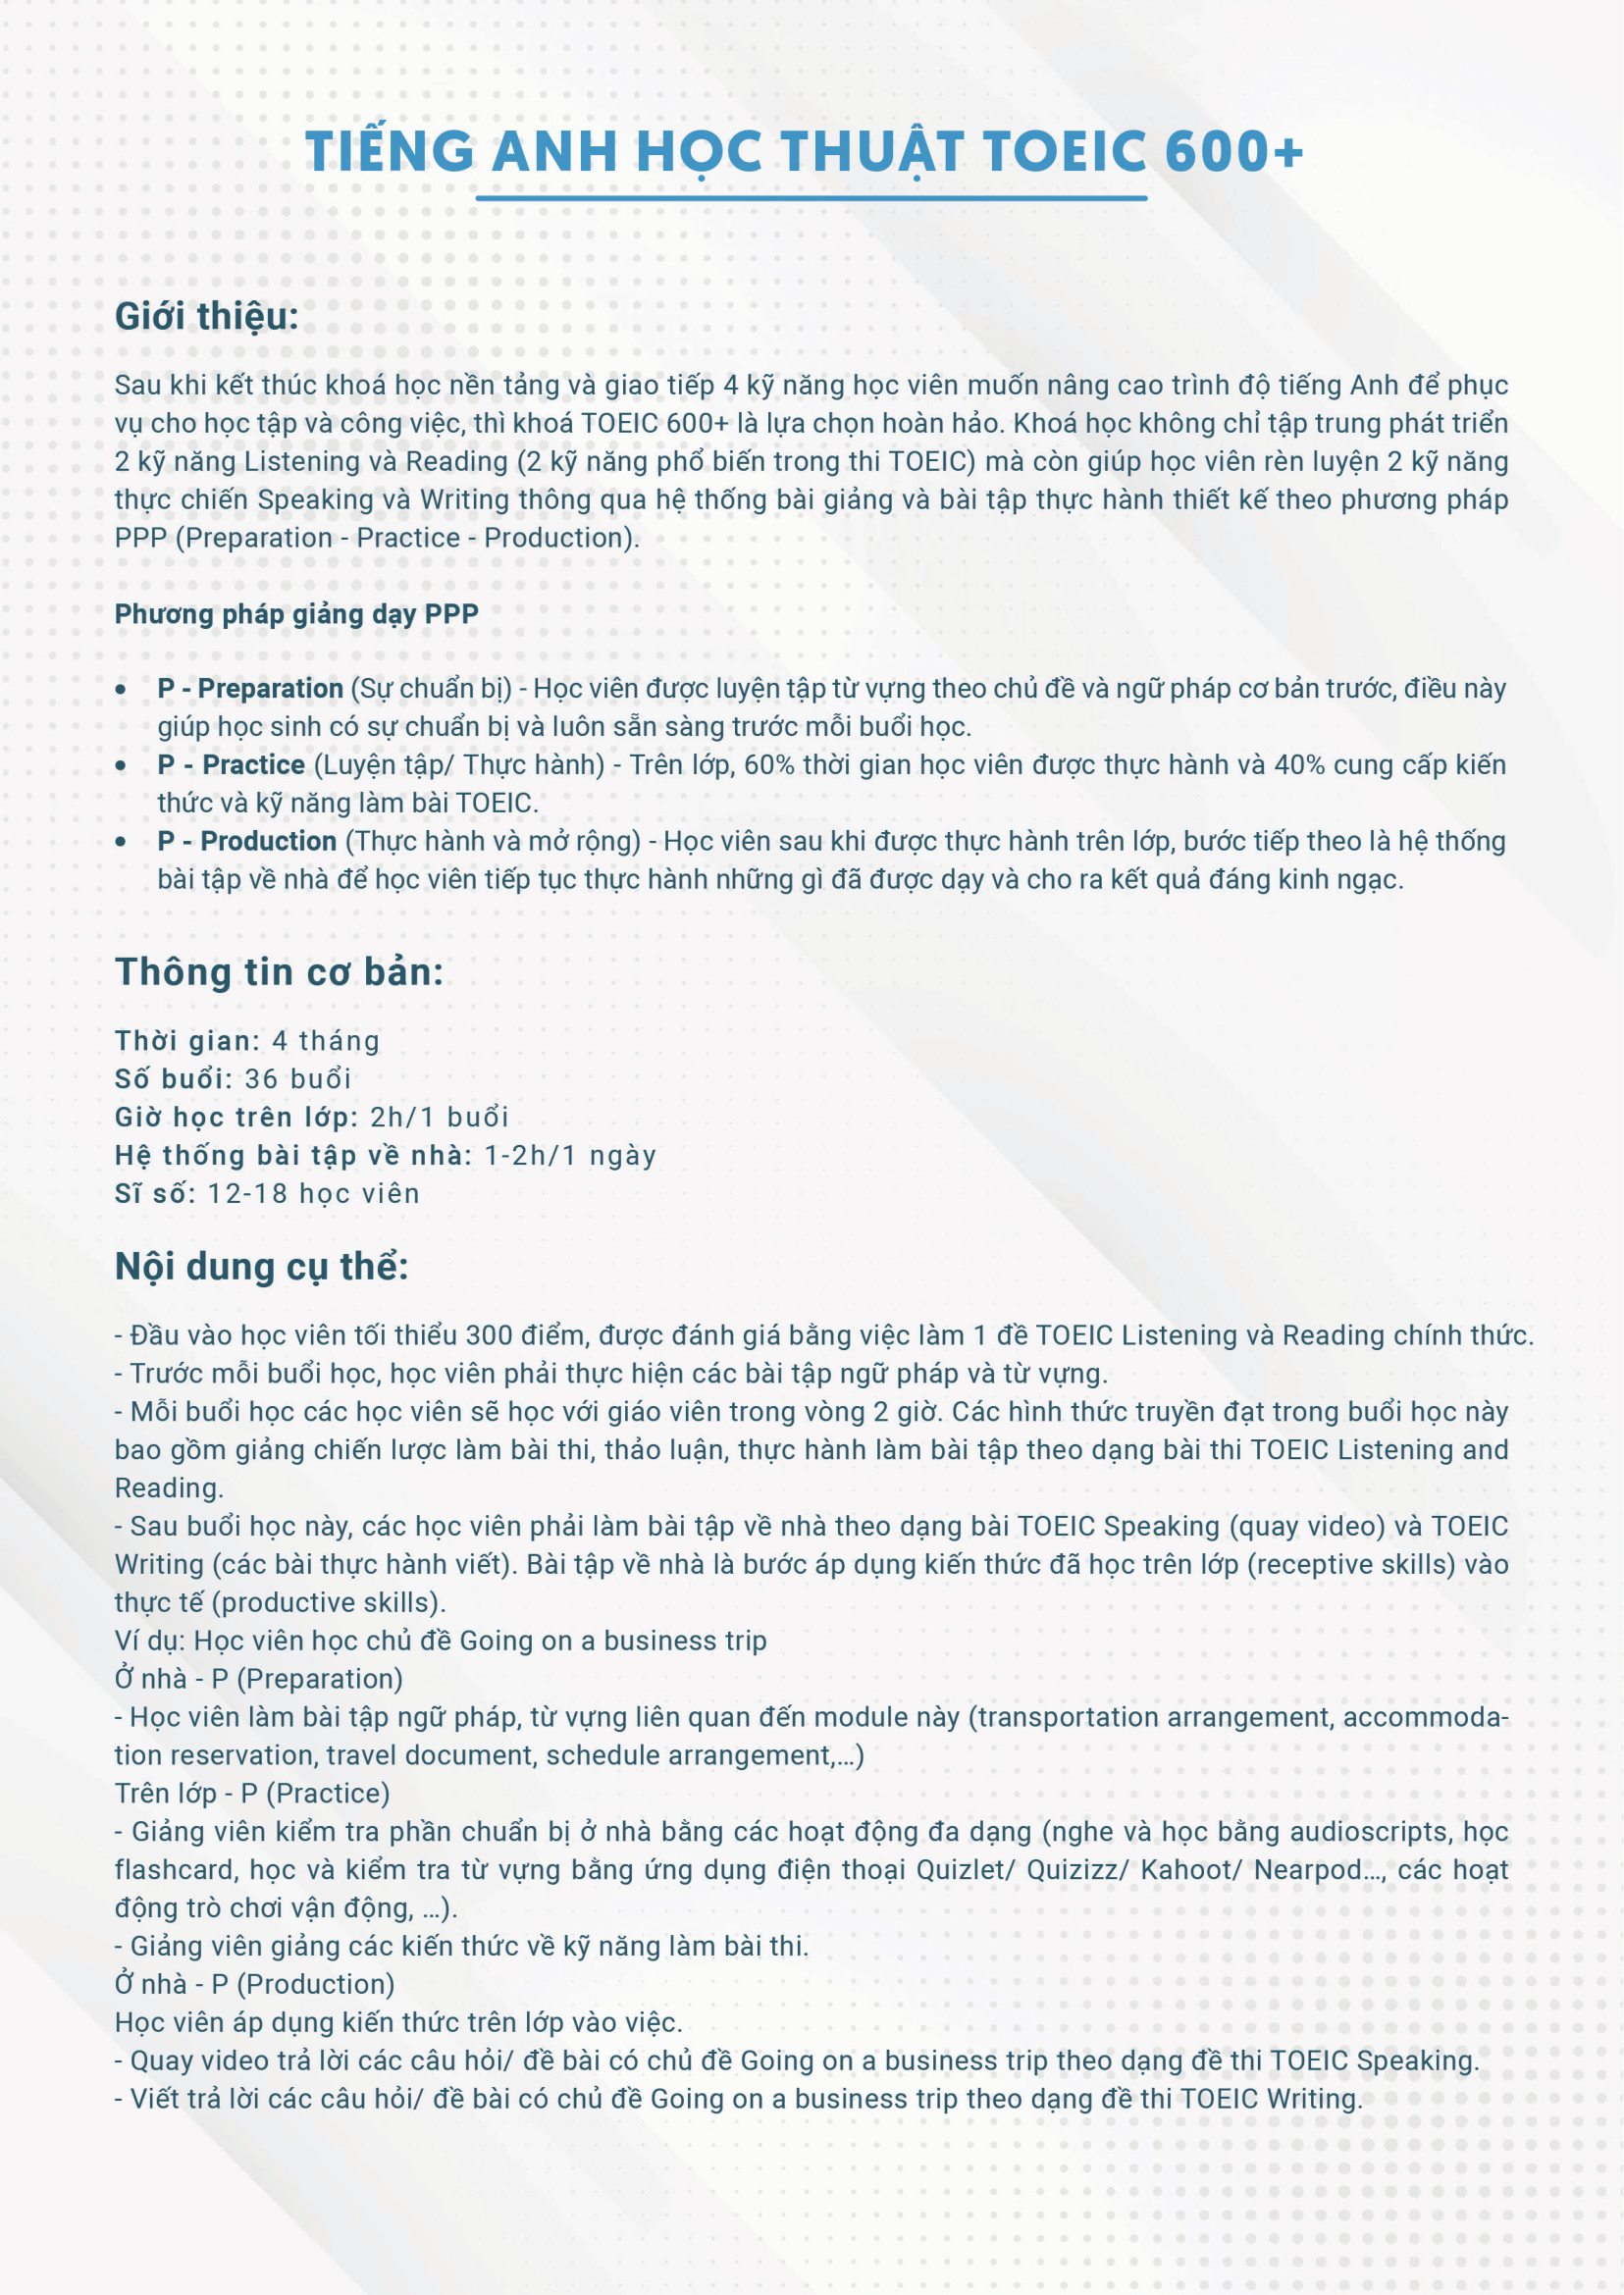 TIẾNG ANH HỌC THUẬT TOEIC 600+
Giới thiệu:
Sau khi kết thúc khoá học nền tảng và giao tiếp 4 kỹ năng học viên muốn nâng cao trình độ tiếng Anh để phục
vụ cho học tập và công việc, thì khoá TOEIC 600+ là lựa chọn hoàn hảo. Khoá học không chỉ tập trung phát triển
2 kỹ năng Listening và Reading (2 kỹ năng phổ biến trong thi TOEIC) mà còn giúp học viên rèn luyện 2 kỹ năng
thực chiến Speaking và Writing thông qua hệ thống bài giảng và bài tập thực hành thiết kế theo phương pháp
PPP (Preparation - Practice - Production).
Phương pháp giảng dạy PPP
• P - Preparation (Sự chuẩn bị) - Học viên được luyện tập từ vựng theo chủ đề và ngữ pháp cơ bản trước, điều này
giúp học sinh có sự chuẩn bị và luôn sẵn sàng trước mỗi buổi học.
• P - Practice (Luyện tập/ Thực hành) - Trên lớp, 60% thời gian học viên được thực hành và 40% cung cấp kiến
thức và kỹ năng làm bài TOEIC.
• P - Production (Thực hành và mở rộng) - Học viên sau khi được thực hành trên lớp, bước tiếp theo là hệ thống
bài tập về nhà để học viên tiếp tục thực hành những gì đã được dạy và cho ra kết quả đáng kinh ngạc.
Thông tin cơ bản:
Thời gian: 4 tháng
Số buổi: 36 buổi
Giờ học trên lớp: 2h/1 buổi
Hệ thống bài tập về nhà: 1-2h/1 ngày
Sĩ số: 12-18 học viên
Nội dung cụ thể:
- Đầu vào học viên tối thiểu 300 điểm, được đánh giá bằng việc làm 1 đề TOEIC Listening và Reading chính thức.
- Trước mỗi buổi học, học viên phải thực hiện các bài tập ngữ pháp và từ vựng.
- Mỗi buổi học các học viên sẽ học với giáo viên trong vòng 2 giờ. Các hình thức truyền đạt trong buổi học này
bao gồm giảng chiến lược làm bài thi, thảo luận, thực hành làm bài tập theo dạng bài thi TOEIC Listening and
Reading.
- Sau buổi học này, các học viên phải làm bài tập về nhà theo dạng bài TOEIC Speaking (quay video) và TOEIC
Writing (các bài thực hành viết). Bài tập về nhà là bước áp dụng kiến thức đã học trên lớp (receptive skills) vào
thực tế (productive skills).
Ví dụ: Học viên học chủ đề Going on a business trip
Ở nhà - P (Preparation)
- Học viên làm bài tập ngữ pháp, từ vựng liên quan đến module này (transportation arrangement, accommoda-
tion reservation, travel document, schedule arrangement,…)
Trên lớp - P (Practice)
- Giảng viên kiểm tra phần chuẩn bị ở nhà bằng các hoạt động đa dạng (nghe và học bằng audioscripts, học
flashcard, học và kiểm tra từ vựng bằng ứng dụng điện thoại Quizlet/ Quizizz/ Kahoot/ Nearpod…, các hoạt
động trò chơi vận động, …).
- Giảng viên giảng các kiến thức về kỹ năng làm bài thi.
Ở nhà - P (Production)
Học viên áp dụng kiến thức trên lớp vào việc.
- Quay video trả lời các câu hỏi/ đề bài có chủ đề Going on a business trip theo dạng đề thi TOEIC Speaking.
- Viết trả lời các câu hỏi/ đề bài có chủ đề Going on a business trip theo dạng đề thi TOEIC Writing.